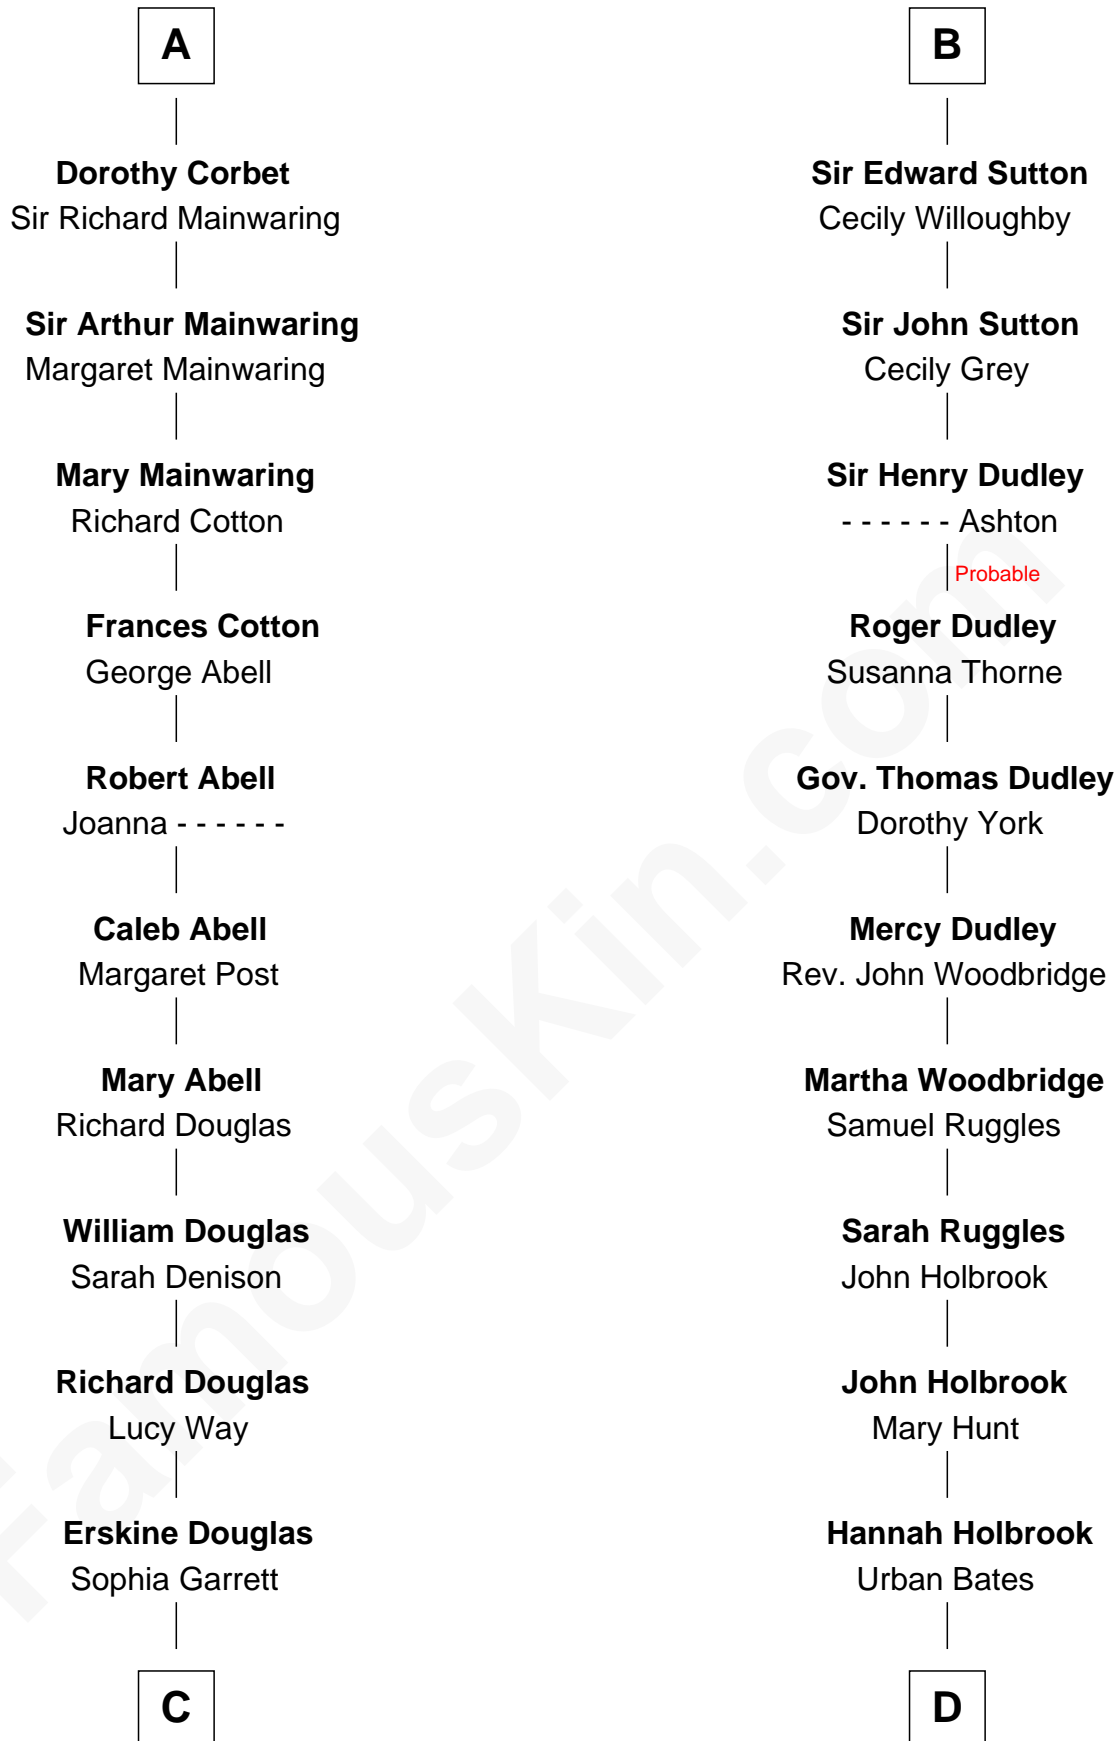 A
Dorothy Corbet
Sir Richard Mainwaring
Sir Arthur Mainwaring
Margaret Mainwaring
Mary Mainwaring
Richard Cotton
Frances Cotton
George Abell
Robert Abell
Joanna - - - - - -
Caleb Abell
Margaret Post
Mary Abell
Richard Douglas
William Douglas
Sarah Denison
Richard Douglas
Lucy Way
Erskine Douglas
Sophia Garrett
C
B
Sir Edward Sutton
Cecily Willoughby
Sir John Sutton
Cecily Grey
Sir Henry Dudley
- - - - - - Ashton
Probable
Roger Dudley
Susanna Thorne
Gov. Thomas Dudley
Dorothy York
Mercy Dudley
Rev. John Woodbridge
Martha Woodbridge
Samuel Ruggles
Sarah Ruggles
John Holbrook
John Holbrook
Mary Hunt
Hannah Holbrook
Urban Bates
D
FamousKin.com